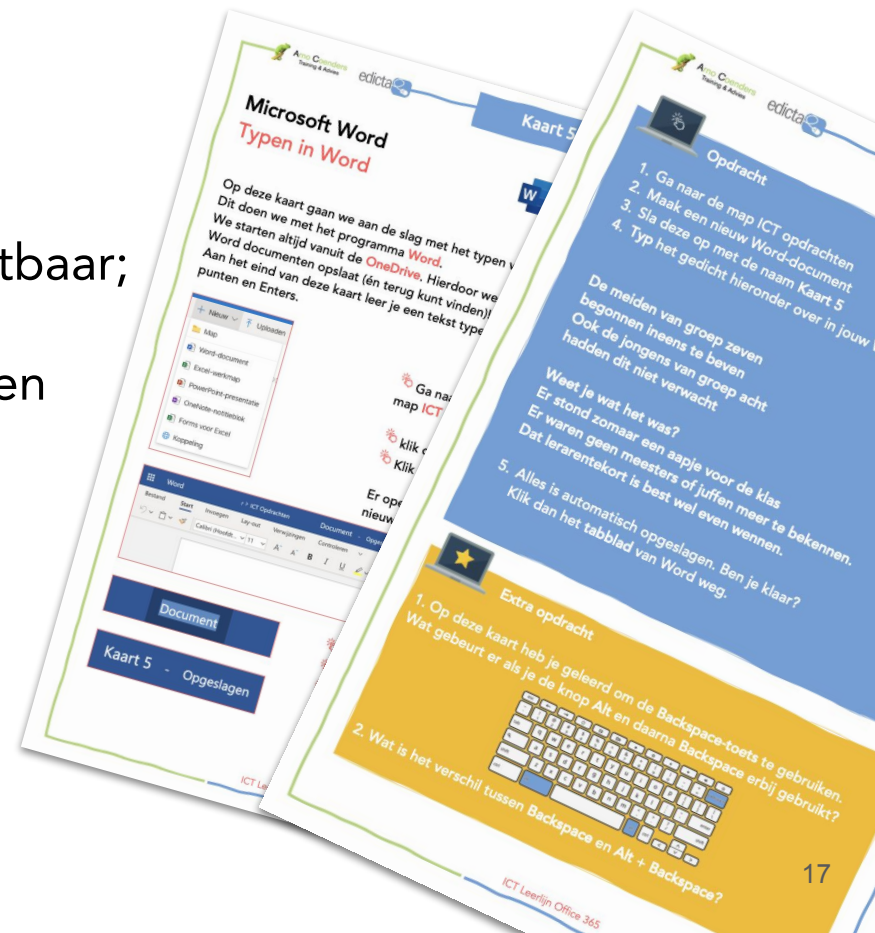 tbaar;
en
Arno Coenders
Training & Advies
edicta
Kaart 5
Microsoft Word
Typen in Word
Op deze kaart gaan we aan de slag met het typen v
Dit doen we met het programma Word.
We starten altijd vanuit de OneDrive. Hierdoor we
Word documenten opslaat (én terug kunt vinden)!
Aan het eind van deze kaart leer je een tekst type
punten en Enters.
Nieuw
Uploaden
Map
Word-document
Excel-werkmap
PowerPoint-presentatie
OneNote-notitieblok
Forms voor Excel
Koppeling
Ga naa
map ICT
klik o
Klik
Er ope
nieuw
Word
ICT Opdrachten
Document - Opge
Bestand Start Invoegen Lay-out Verwijzingen Controleren
Calibri (Hoofdt... 11 A A B I U
Document
Kaart 5 - Opgeslagen
ICT Lee
Arno Coenders
Training & Advies
edicta
Opdracht
1. Ga naar de map ICT opdrachten
2. Maak een nieuw Word-document
3. Sla deze op met de naam Kaart 5
4. Typ het gedicht hieronder over in jouw W
De meiden van groep zeven
begonnen ineens te beven
Ook de jongens van groep acht
hadden dit niet verwacht
Weet je wat het was?
Er stond zomaar een aapje voor de klas
Er waren geen meesters of juffen meer te bekennen.
Dat lerarentekort is best wel even wennen.
5. Alles is automatisch opgeslagen. Ben je klaar?
Klik dan het tabblad van Word weg.
Extra opdracht
1. Op deze kaart heb je geleerd om de Backspace-toets te gebruiken.
Wat gebeurt er als je de knop Alt en daarna Backspace erbij gebruikt?
2. Wat is het verschil tussen Backspace en Alt + Backspace?
ICT Leerlijn Office 365
17